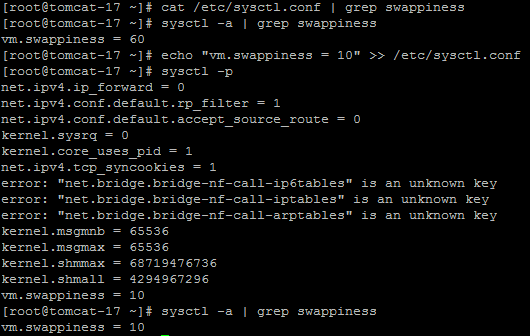 [root@tomcat-17 ~]# cat /etc/sysctl.conf | grep swappiness
[root@tomcat-17 ~]# sysctl -a | grep swappiness
vm.swappiness = 60
[root@tomcat-17 ~]# echo "vm.swappiness = 10" >> /etc/sysctl.conf
[root@tomcat-17 ~]# sysctl -p
net.ipv4.ip_forward = 0
net.ipv4.conf.default.rp_filter = 1
net.ipv4.conf.default.accept_source_route = 0
kernel.sysrq = 0
kernel.core_uses_pid = 1
net.ipv4.tcp_syncookies = 1
error: "net.bridge.bridge-nf-call-ip6tables" is an unknown key
error: "net.bridge.bridge-nf-call-iptables" is an unknown key
error: "net.bridge.bridge-nf-call-arptables" is an unknown key
kernel.msgmnb = 65536
kernel.msgmax = 65536
kernel.shmmax = 68719476736
kernel.shmall = 4294967296
vm.swappiness = 10
[root@tomcat-17 ~]# sysctl -a | grep swappiness
vm.swappiness = 10